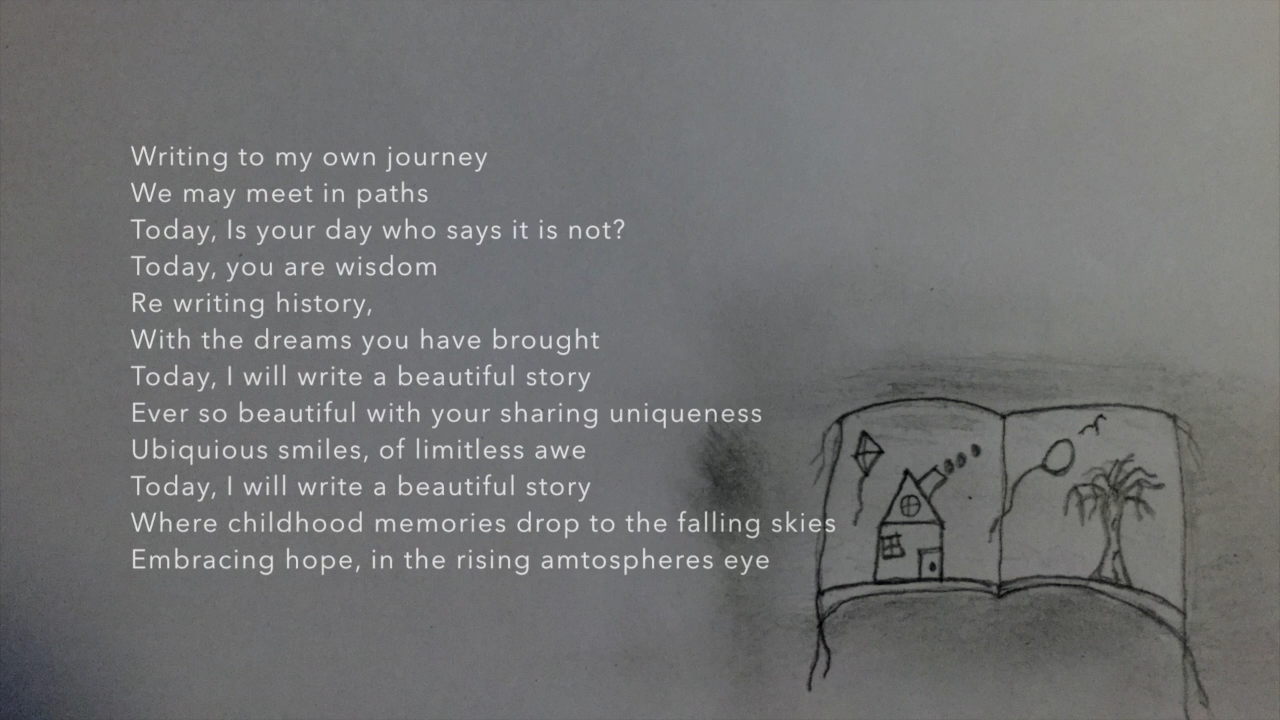 Writing to my own journey
We may meet in paths
Today, Is your day who says it is not?
Today, you are wisdom
Re writing history,
With the dreams you have brought
Today, I will write a beautiful story
Ever so beautiful with your sharing uniqueness
Ubiquious smiles, of limitless awe
Today, I will write a beautiful story
Where childhood memories drop to the falling skies
Embracing hope, in the rising amtospheres eye